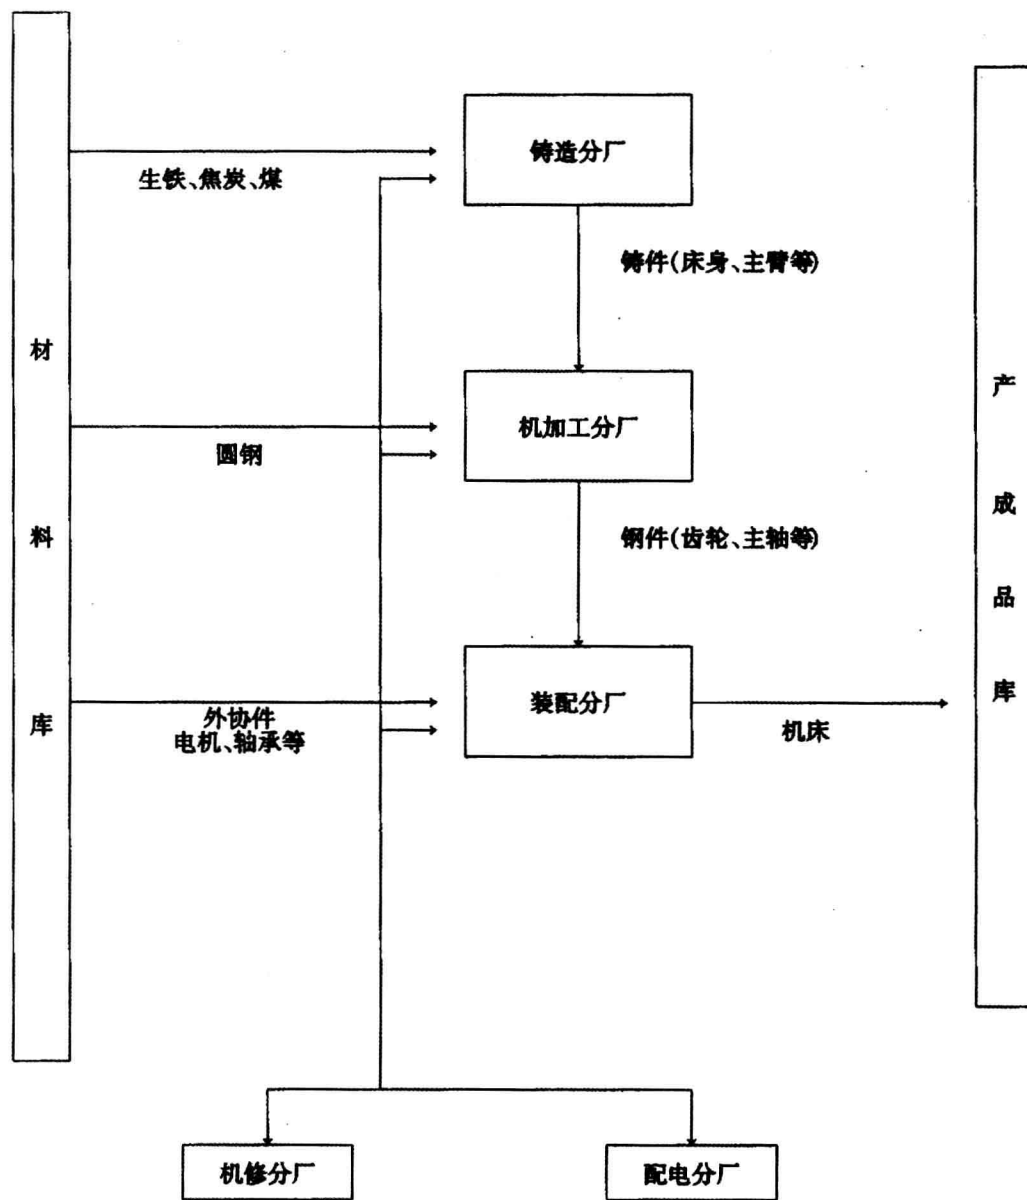 铸造分厂
生铁、焦炭、煤
铸件(床身、主臂等)
材料库
机加工分厂
圆钢
钢件(齿轮、主轴等)
产成品库
装配分厂
外协件
电机、轴承等
机床
机修分厂
配电分厂